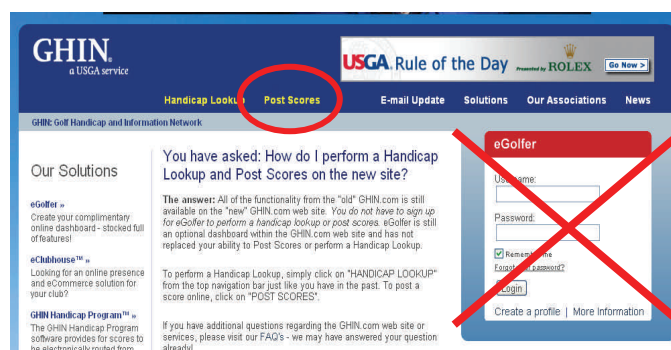 GHIN.
a USGA service
USGA. Rule of the Day Presented by ROLEX Go Now >
Handicap Lookup Post Scores E-mail Update Solutions Our Associations News
GHIN: Golf Handicap and Information Network
Our Solutions
eGolfer »
Create your complimentary
online dashboard - stocked full
of features!
eClubhouse™ »
Looking for an online presence
and eCommerce solution for
your club?
GHIN Handicap Program™ »
The GHIN Handicap Program
software provides for scores to
be electronically routed from
You have asked: How do I perform a Handicap
Lookup and Post Scores on the new site?
The answer: All of the functionality from the "old" GHIN.com is still
available on the "new" GHIN.com web site. You do not have to sign up
for eGolfer to perform a handicap lookup or post scores. eGolfer is still
an optional dashboard within the GHIN.com web site and has not
replaced your ability to Post Scores or perform a Handicap Lookup.
To perform a Handicap Lookup, simply click on "HANDICAP LOOKUP"
from the top navigation bar just like you have in the past. To post a
score online, click on "POST SCORES".
If you have additional questions regarding the GHIN.com web site or
services, please visit our FAQ's - we may have answered your question
already!
eGolfer
Username:
Password:
Remember me
Forgot your password?
Login
Create a profile | More Information